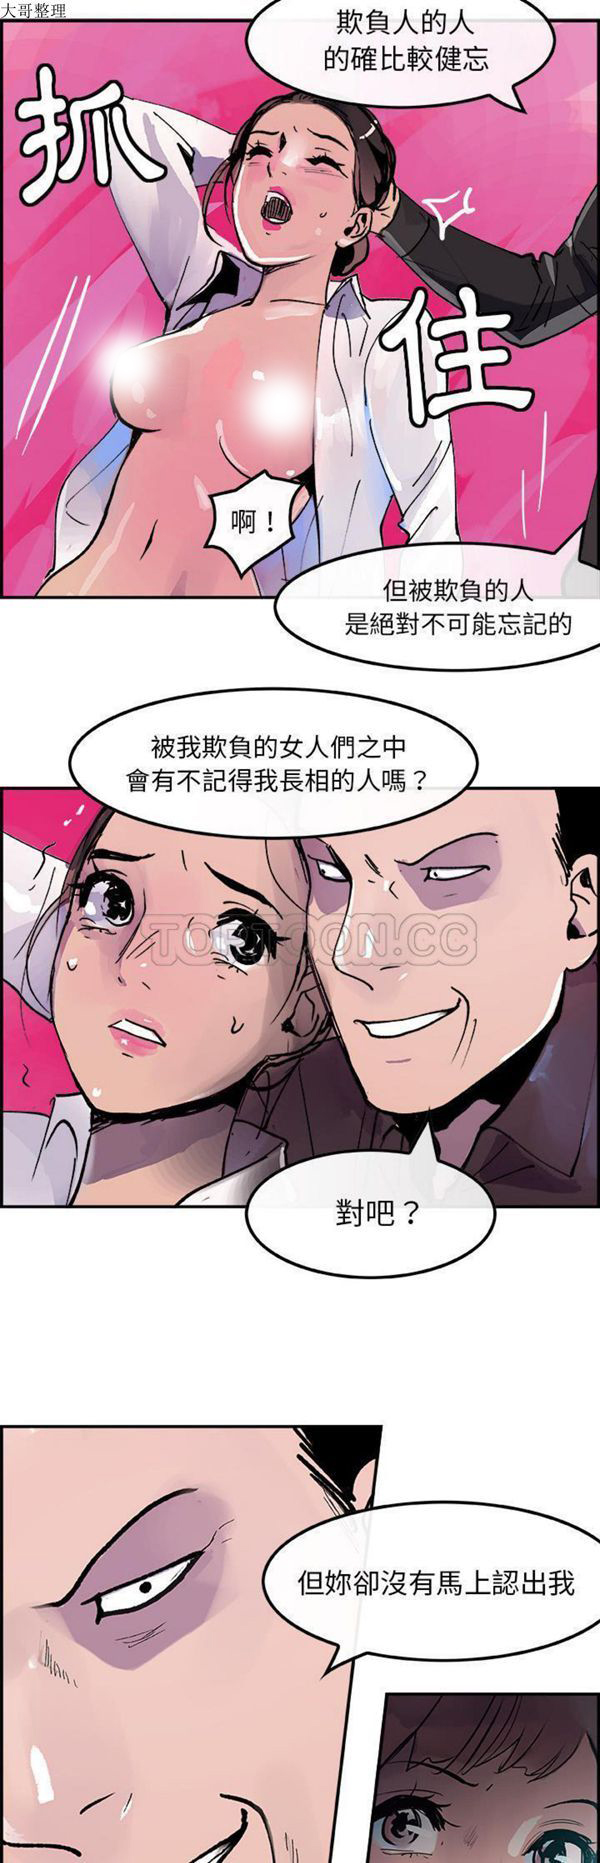 大哥整理
欺負人的人
的確比較健忘
抓
住
啊！
但被欺負的人
是絕對不可能忘記的
被我欺負的女人們之中
會有不記得我長相的人嗎？
TOPTOON.CC
對吧？
但妳卻沒有馬上認出我